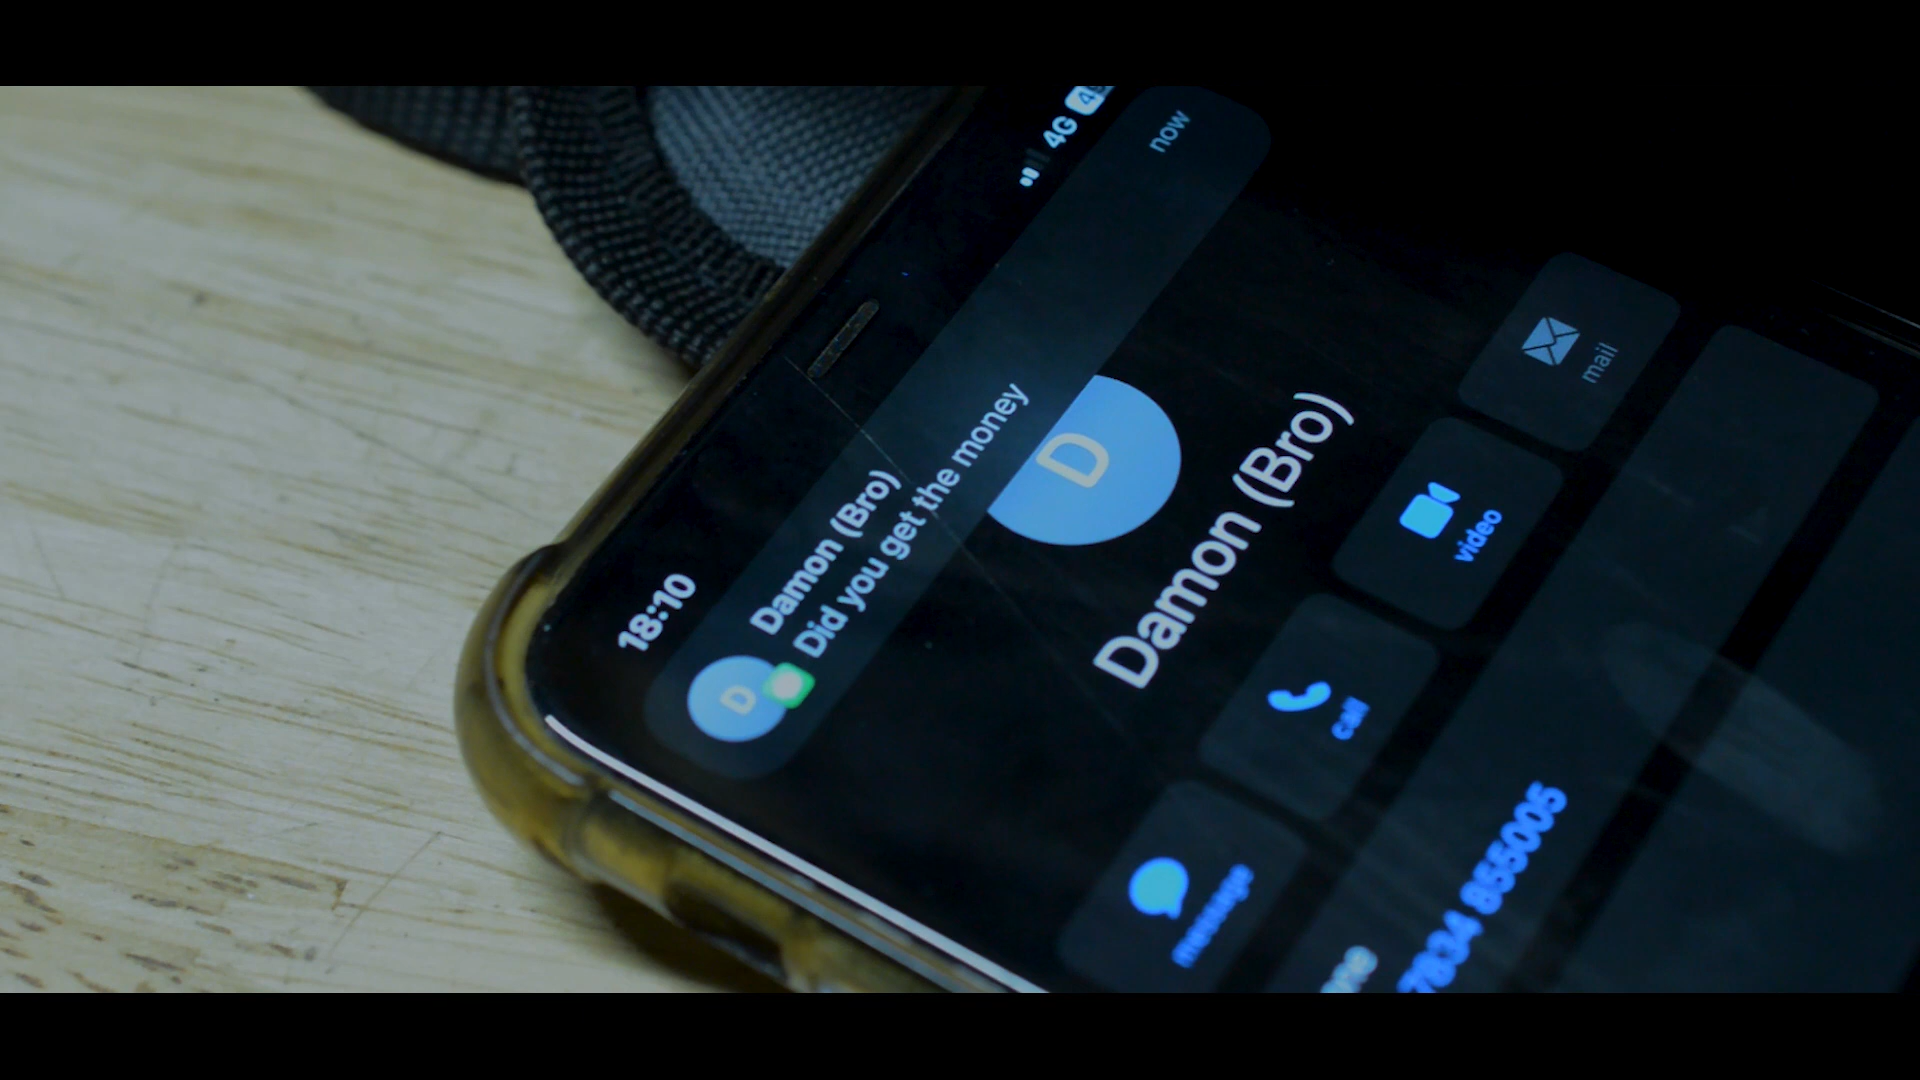 18:10
4G
Damon (Bro)
now
Did you get the money
D
D
Damon (Bro)
message
call
video
mail
7834 855005